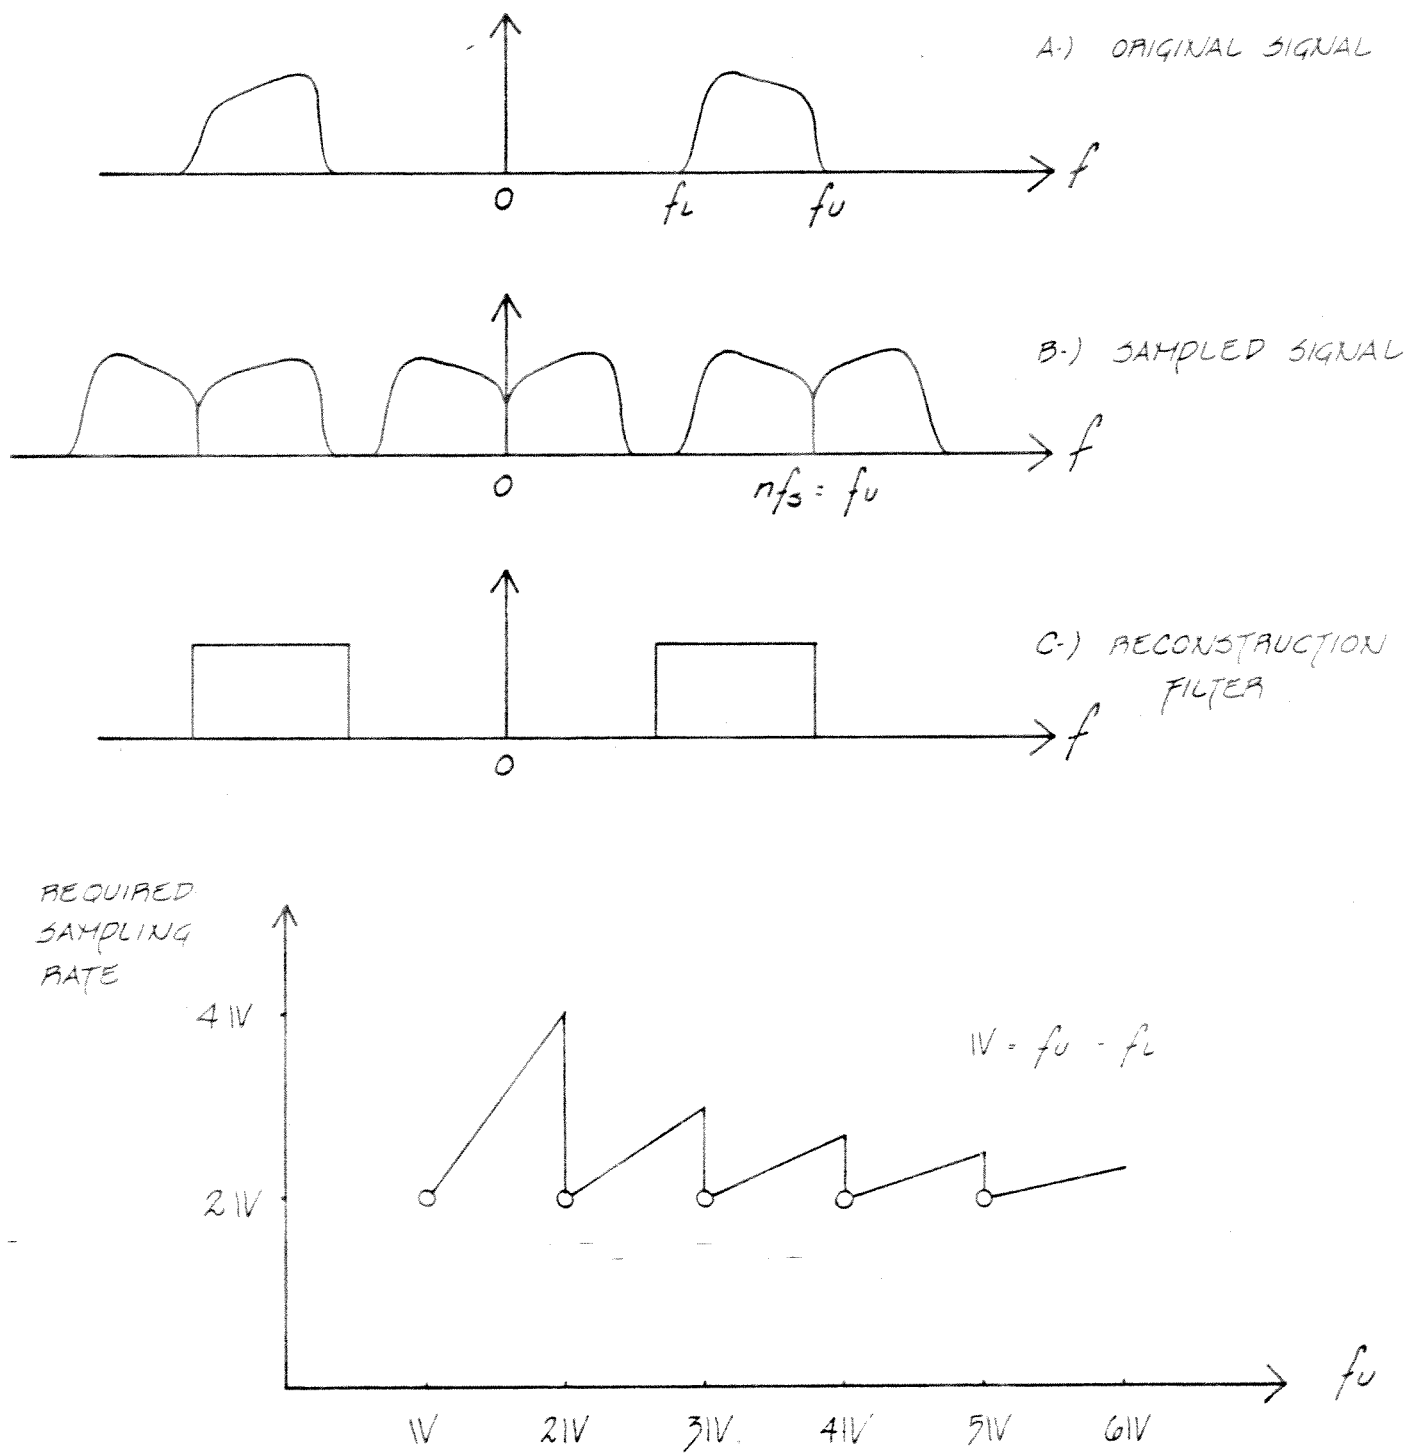 A.) ORIGINAL SIGNAL
f
0
fL
fU
B.) SAMPLED SIGNAL
f
0
nfs = fU
C.) RECONSTRUCTION
FILTER
f
0
REQUIRED
SAMPLING
RATE
4W
W = fU - fL
2W
fU
W 2W 3W 4W 5W 6W